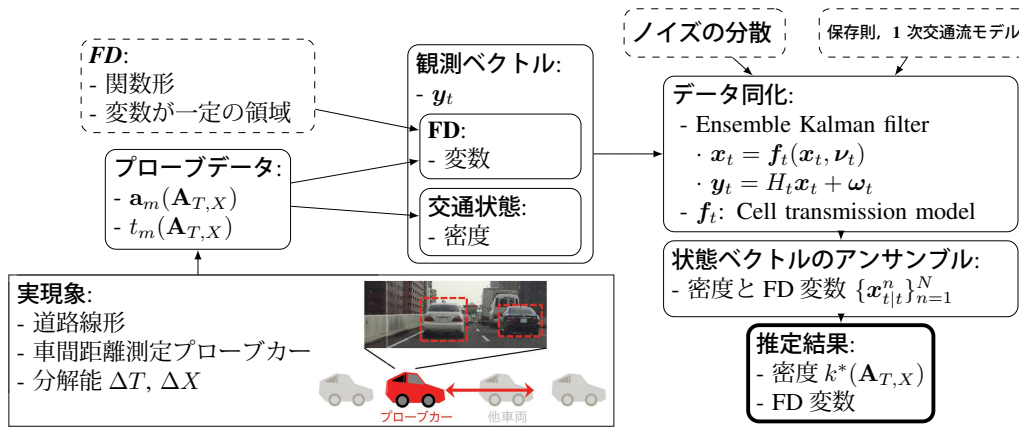 FD:
- 関数形
- 変数が一定の領域
プローブデータ:
- a_m(A_{T,X})
- t_m(A_{T,X})
実現象:
- 道路線形
- 車間距離測定プローブカー
- 分解能 ΔT, ΔX
プローブカー
他車両
観測ベクトル:
- y_t
FD:
- 変数
交通状態:
- 密度
ノイズの分散
保存則, 1 次交通流モデル
データ同化:
- Ensemble Kalman filter
· x_t = f_t(x_t, ν_t)
· y_t = H_t x_t + ω_t
- f_t: Cell transmission model
状態ベクトルのアンサンブル:
- 密度と FD 変数 {x^n_{t|t}}^N_{n=1}
推定結果:
- 密度 k*(A_{T,X})
- FD 変数